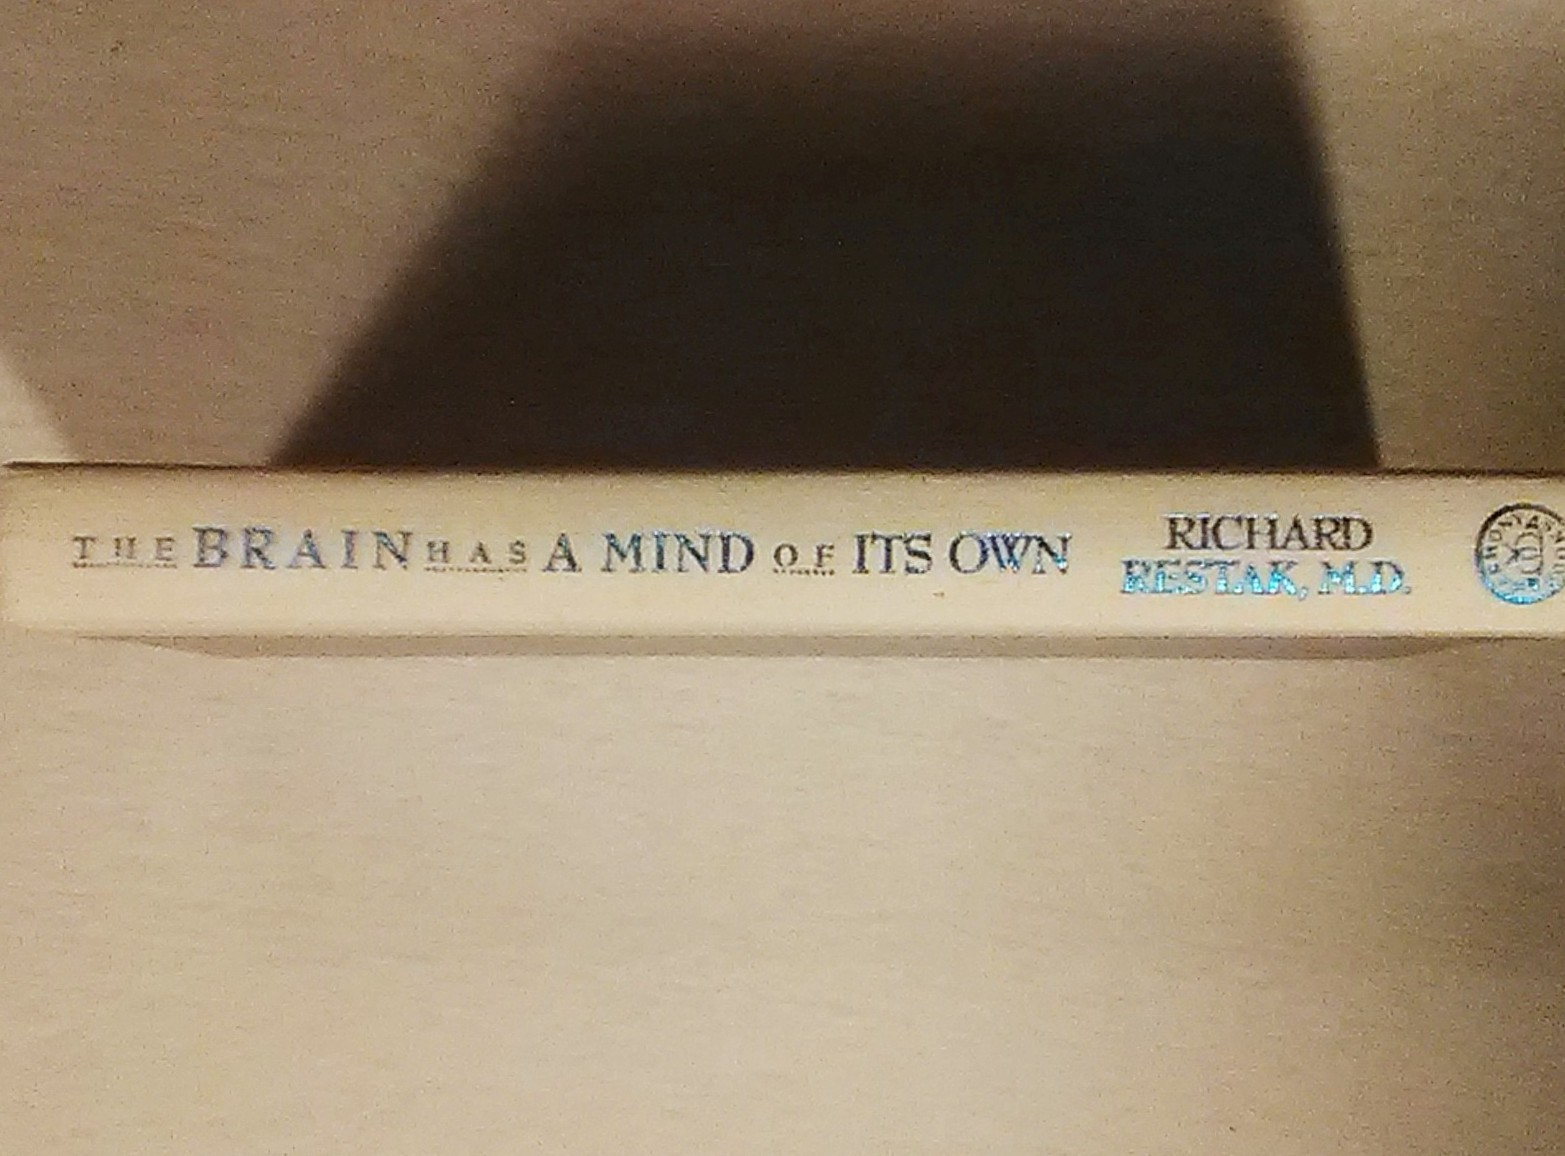 THE BRAIN HAS A MIND OF ITS OWN
RICHARD
RESTAK, M.D.